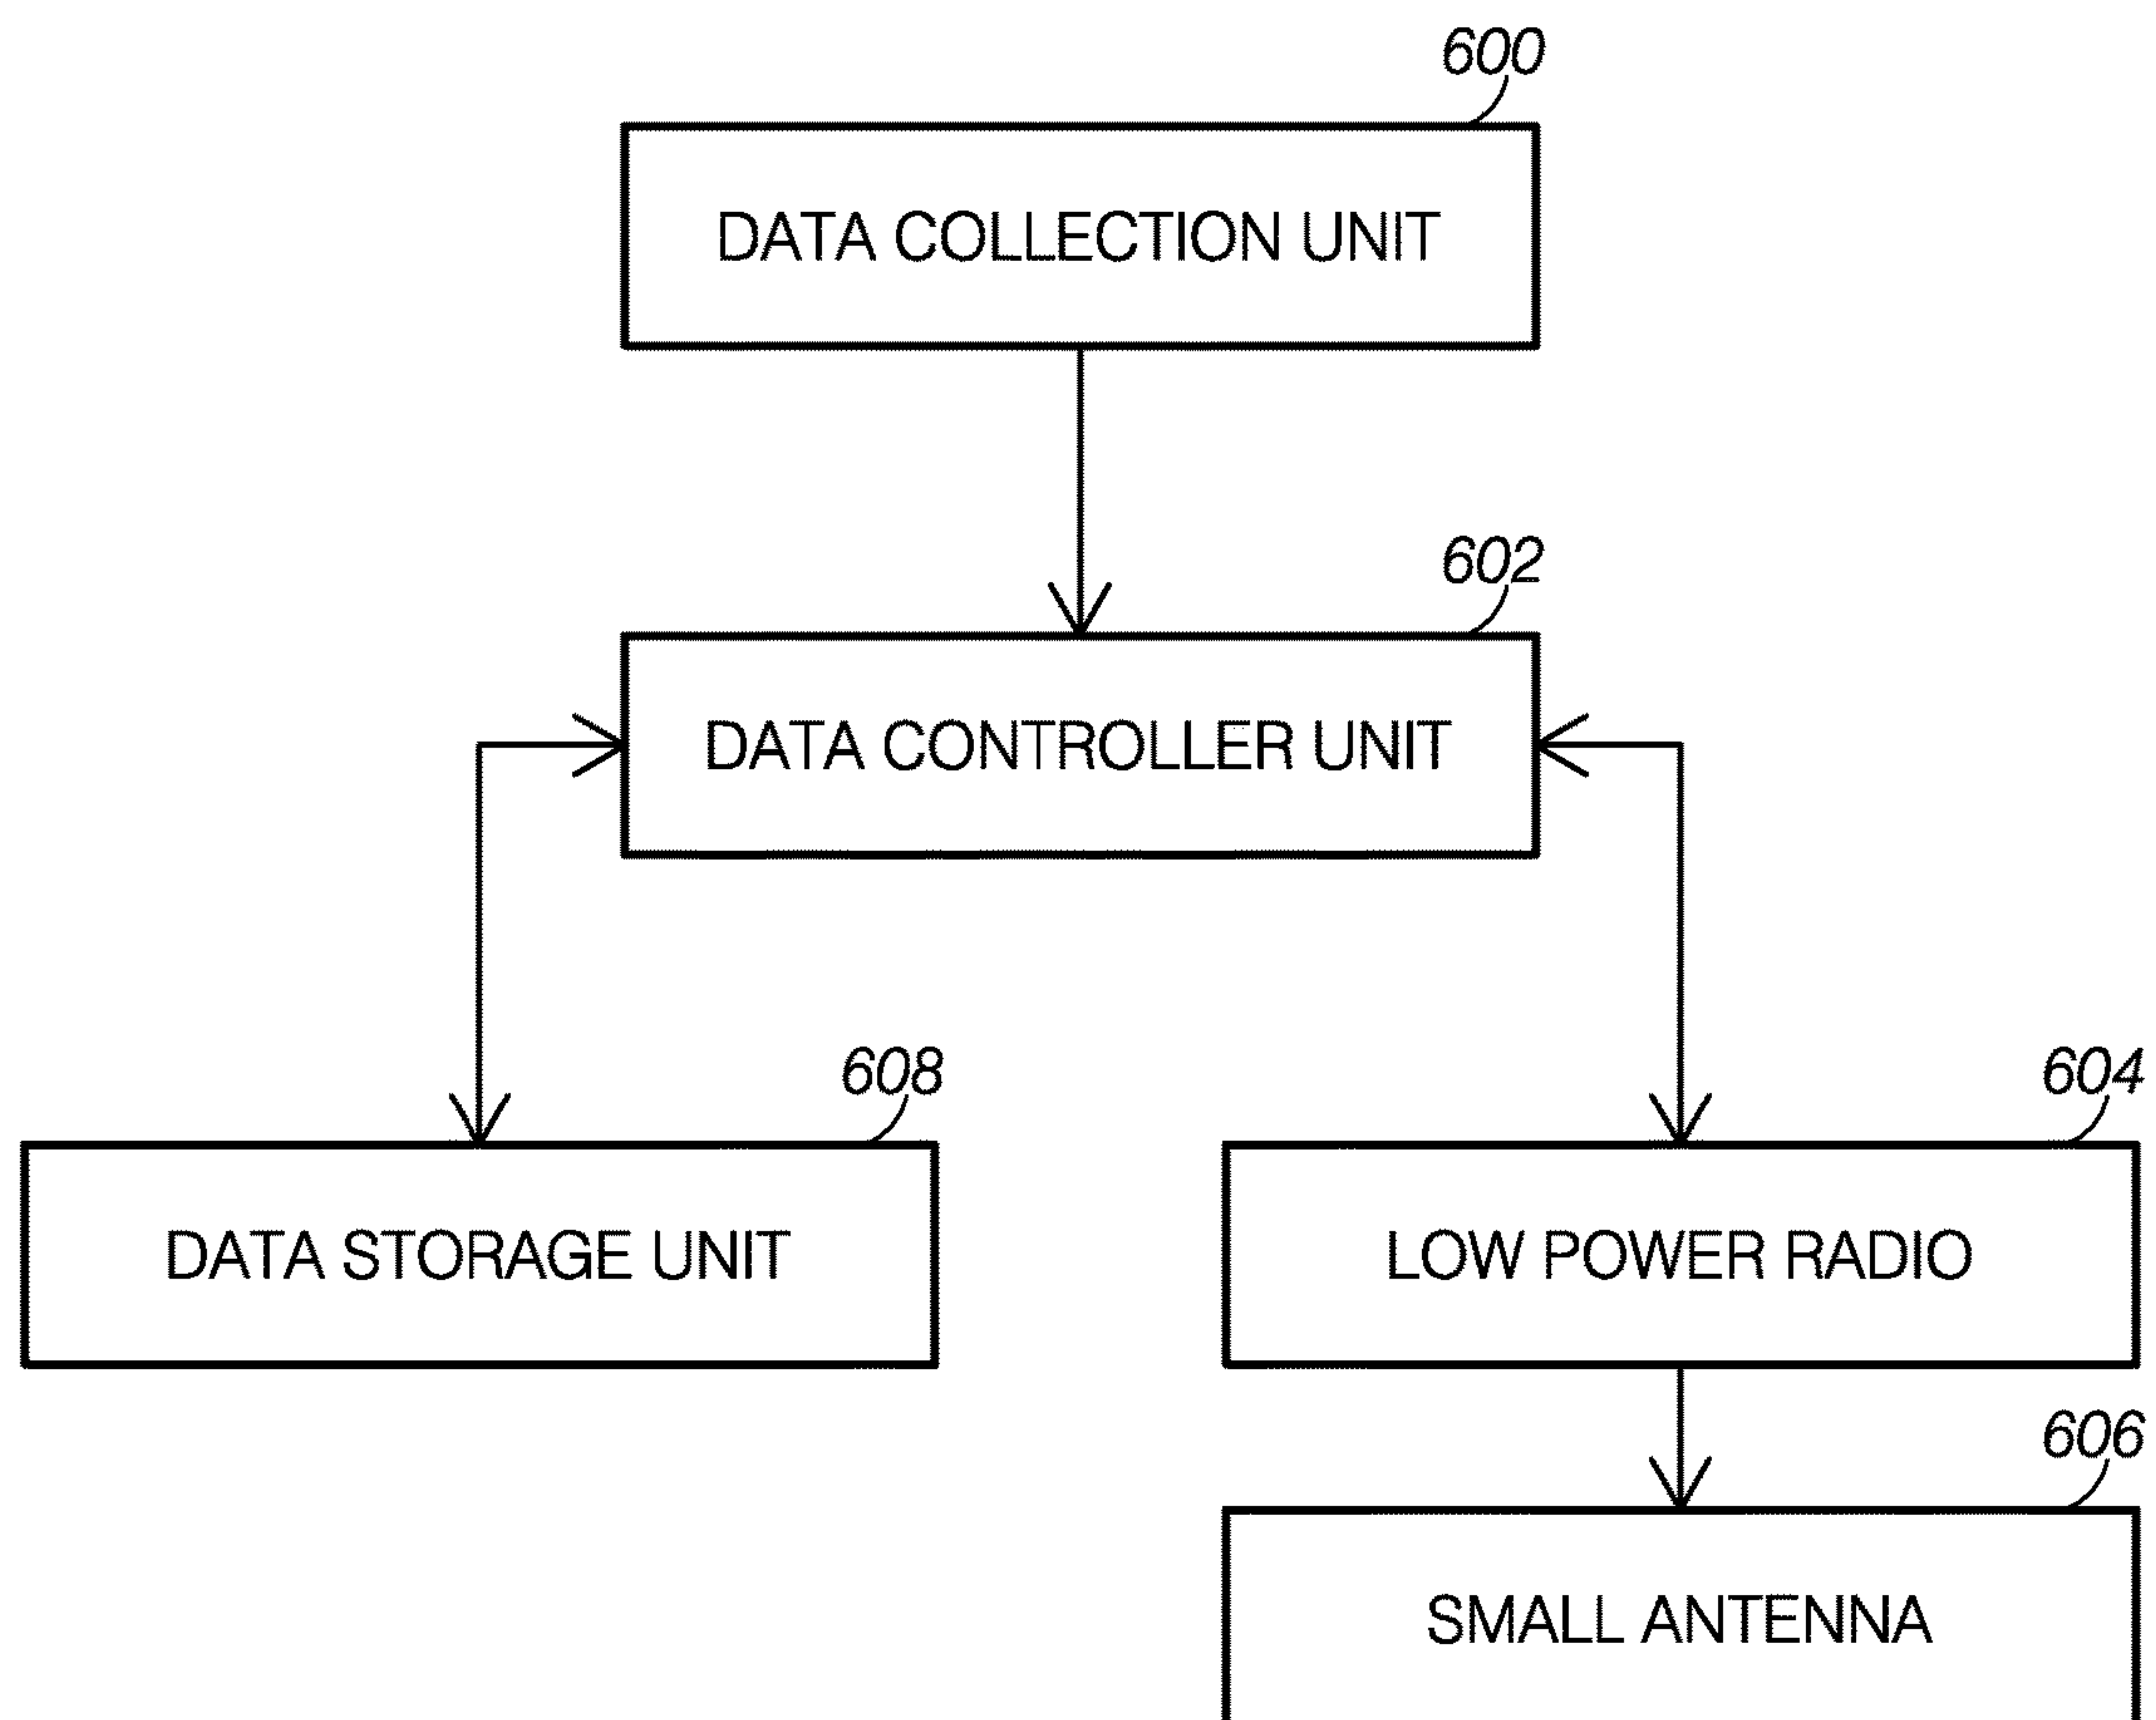 600
DATA COLLECTION UNIT
602
DATA CONTROLLER UNIT
608
DATA STORAGE UNIT
604
LOW POWER RADIO
606
SMALL ANTENNA